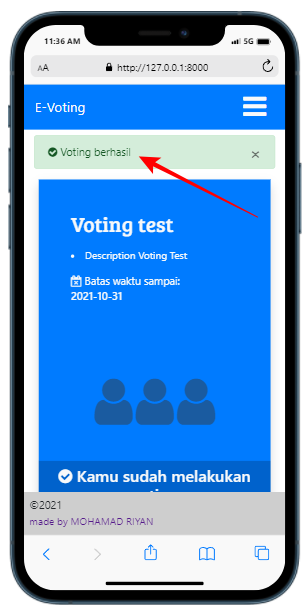 11:36 AM
5G
AA
http://127.0.0.1:8000
E-Voting
Voting berhasil
×
Voting test
• Description Voting Test
Batas waktu sampai:
2021-10-31
Kamu sudah melakukan
©2021
made by MOHAMAD RIYAN